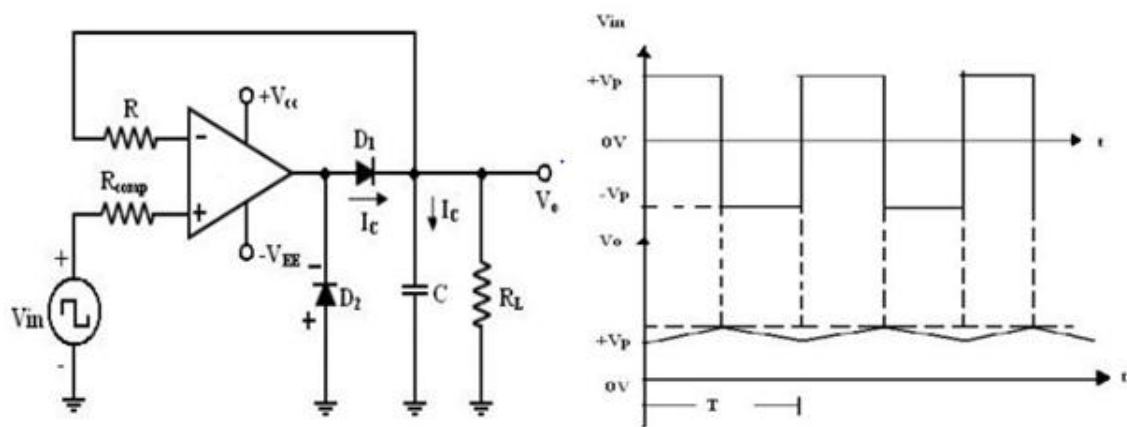 R
+Vcc
-
D1
Rcomp
Vo
+
IC
IC
-VEE
-
+
D2
C
RL
+
Vin
-
Vin
+VP
0V
t
-VP
Vo
+VP
0V
t
T